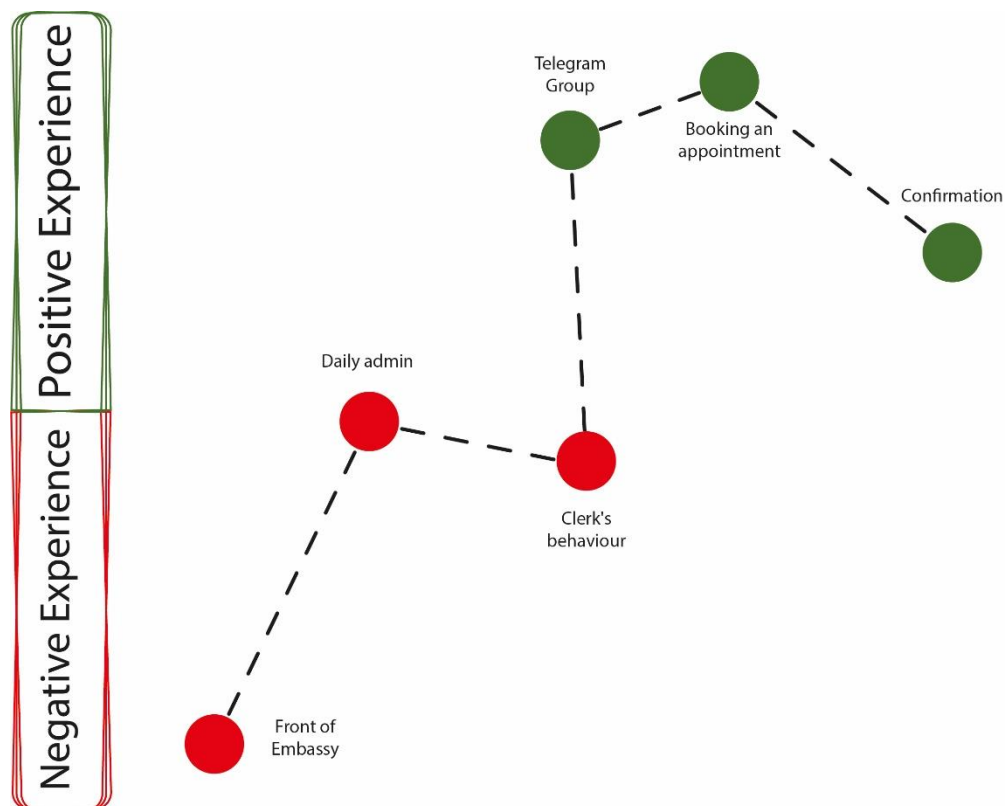 Positive Experience
Negative Experience
Telegram
Group
Booking an
appointment
Confirmation
Daily admin
Clerk's
behaviour
Front of
Embassy